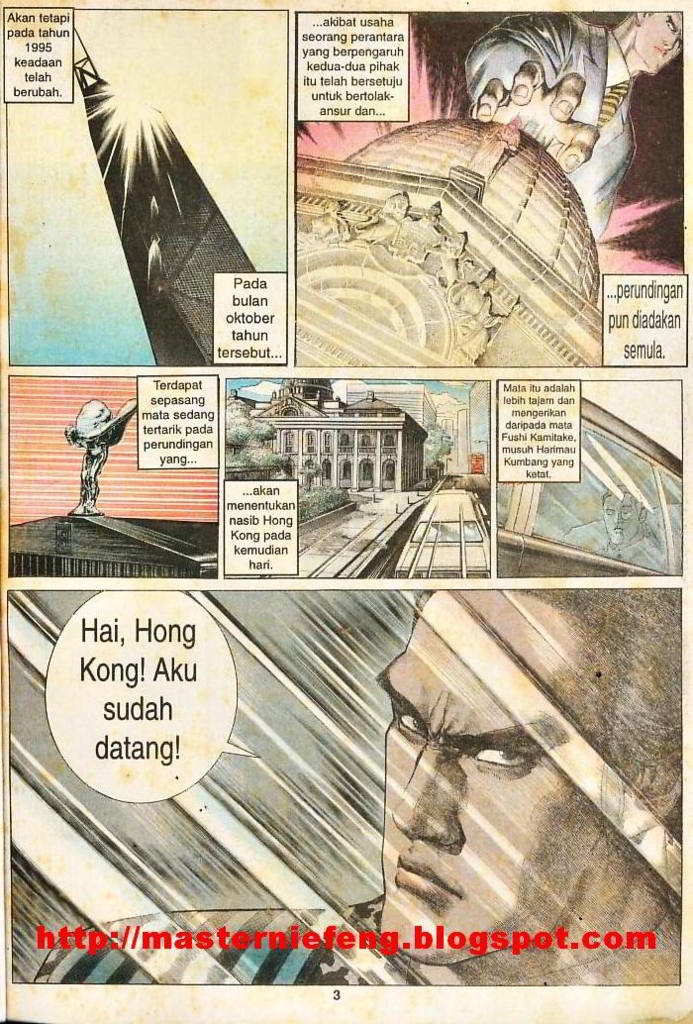 Akan tetapi
pada tahun
1995
keadaan
telah
berubah.
Pada
bulan
oktober
tahun
tersebut...
...akibat usaha
seorang perantara
yang berpengaruh
kedua-dua pihak
itu telah bersetuju
untuk bertolak-
ansur dan...
...perundingan
pun diadakan
semula.
Terdapat
sepasang
mata sedang
tertarik pada
perundingan
yang...
...akan
menentukan
nasib Hong
Kong pada
kemudian
hari.
Mata itu adalah
lebih tajam dan
mengerikan
daripada mata
Fushi Kamitake,
musuh Harimau
Kumbang yang
ketat.
Hai, Hong
Kong! Aku
sudah
datang!
http://masterniefeng.blogspot.com
3